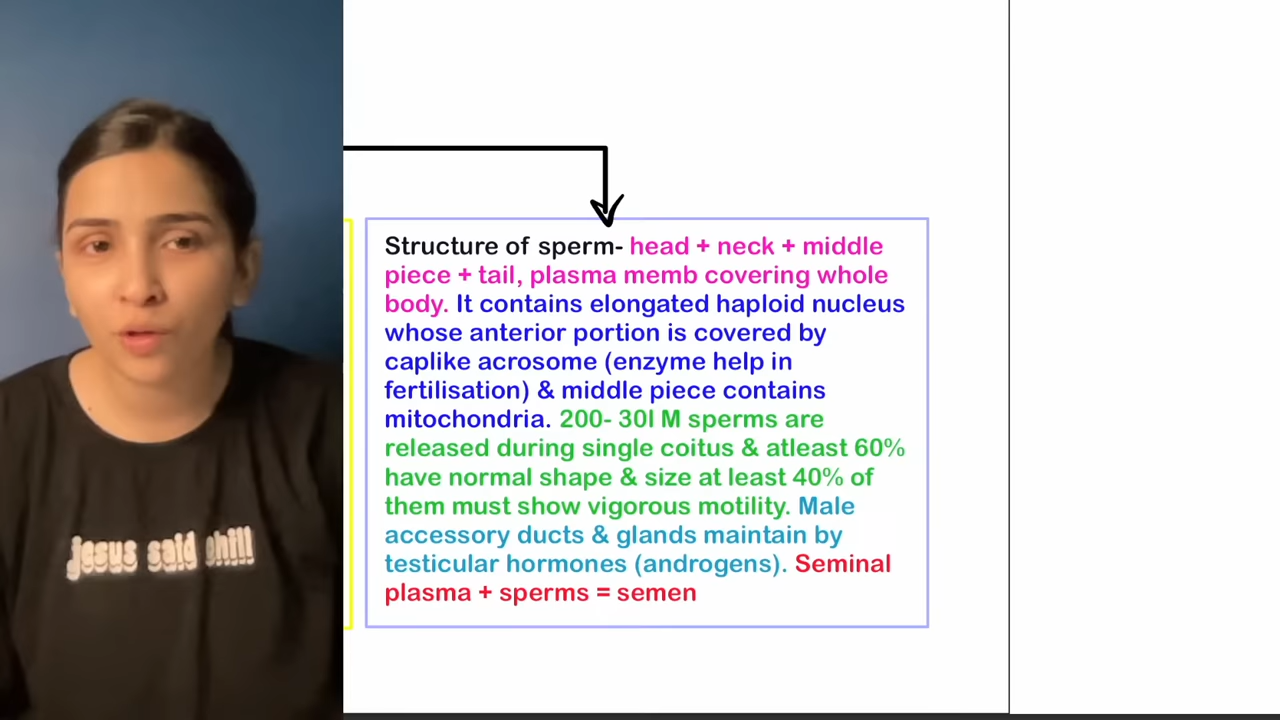 Structure of sperm- head + neck + middle
piece + tail, plasma memb covering whole
body. It contains elongated haploid nucleus
whose anterior portion is covered by
caplike acrosome (enzyme help in
fertilisation) & middle piece contains
mitochondria. 200- 30l M sperms are
released during single coitus & atleast 60%
have normal shape & size at least 40% of
them must show vigorous motility. Male
accessory ducts & glands maintain by
testicular hormones (androgens). Seminal
plasma + sperms = semen
jesus said chill